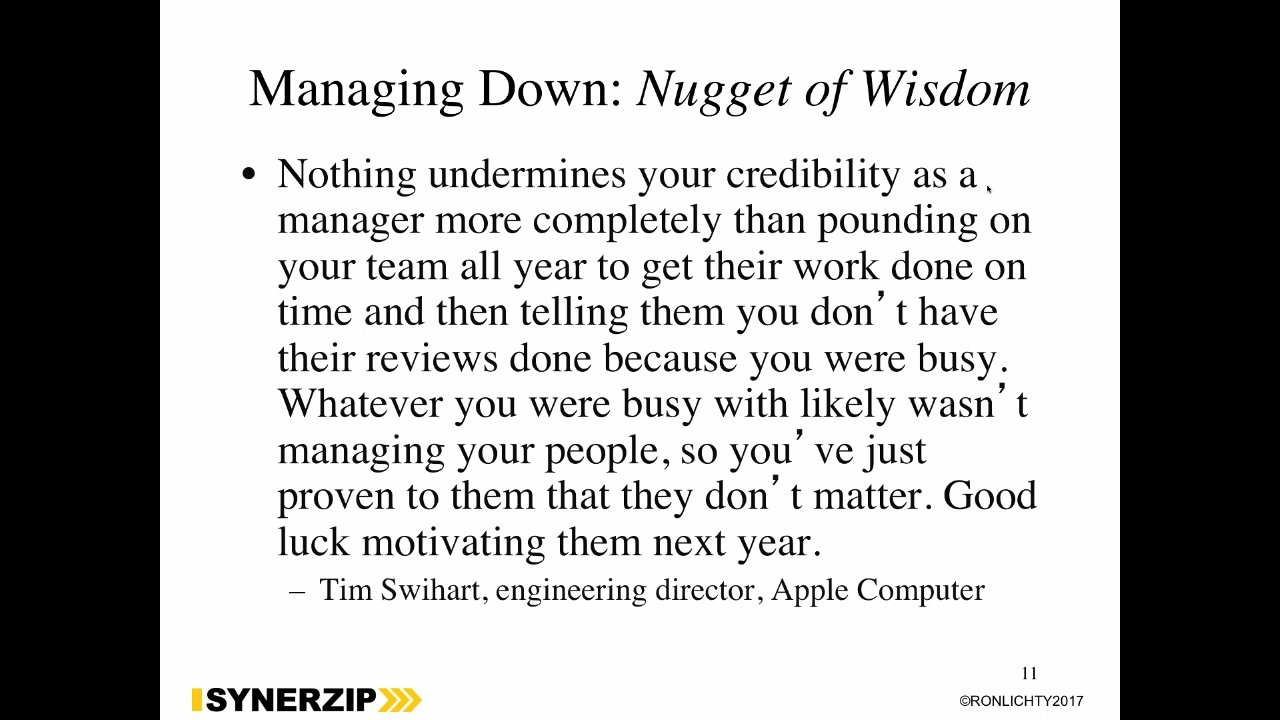 Managing Down: Nugget of Wisdom
• Nothing undermines your credibility as a
manager more completely than pounding on
your team all year to get their work done on
time and then telling them you don’t have
their reviews done because you were busy.
Whatever you were busy with likely wasn’t
managing your people, so you’ve just
proven to them that they don’t matter. Good
luck motivating them next year.
– Tim Swihart, engineering director, Apple Computer
11
SYNERZIP
©RONLICHTY2017